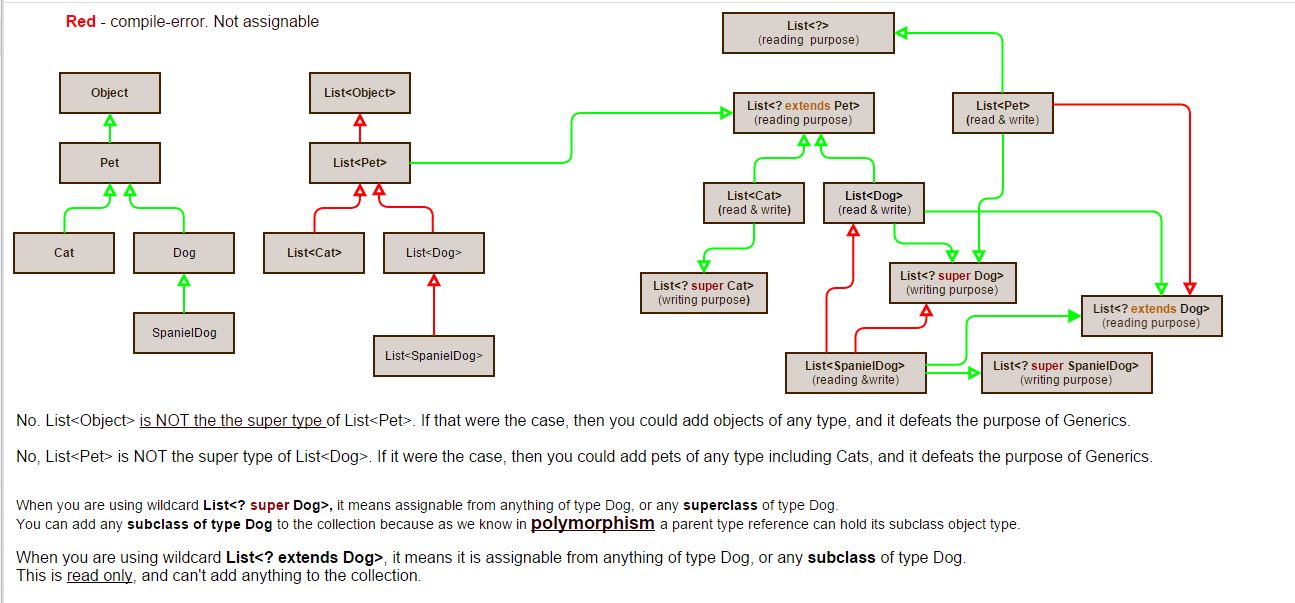 Red - compile-error. Not assignable
Object
Pet
Cat
Dog
SpanielDog
List<Object>
List<Pet>
List<Cat>
List<Dog>
List<SpanielDog>
List<?>
(reading purpose)
List<? extends Pet>
(reading purpose)
List<Pet>
(read & write)
List<Cat>
(read & write)
List<Dog>
(read & write)
List<? super Cat>
(writing purpose)
List<? super Dog>
(writing purpose)
List<? extends Dog>
(reading purpose)
List<SpanielDog>
(reading &write)
List<? super SpanielDog>
(writing purpose)
No. List<Object> is NOT the the super type of List<Pet>. If that were the case, then you could add objects of any type, and it defeats the purpose of Generics.
No, List<Pet> is NOT the super type of List<Dog>. If it were the case, then you could add pets of any type including Cats, and it defeats the purpose of Generics.
When you are using wildcard List<? super Dog>, it means assignable from anything of type Dog, or any superclass of type Dog.
You can add any subclass of type Dog to the collection because as we know in polymorphism a parent type reference can hold its subclass object type.
When you are using wildcard List<? extends Dog>, it means it is assignable from anything of type Dog, or any subclass of type Dog.
This is read only, and can't add anything to the collection.